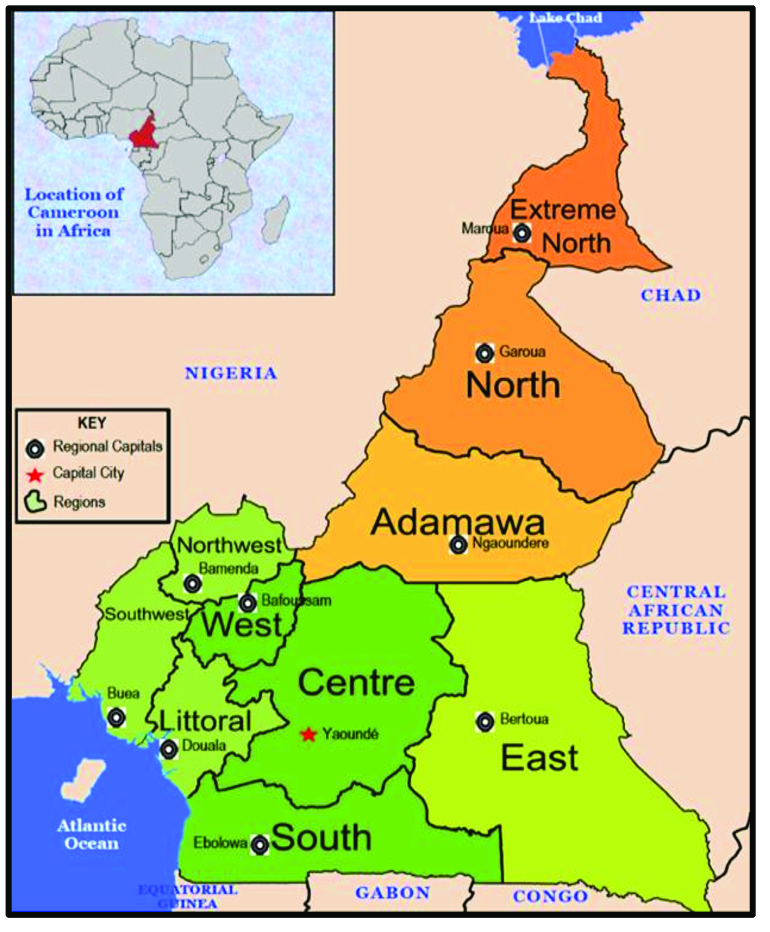 Lake Chad
Location of
Cameroon
in Africa
Extreme
North
Maroua
CHAD
Garoua
North
NIGERIA
KEY
Regional Capitals
Capital City
Regions
Adamawa
Ngaoundere
Northwest
Bamenda
Bafoussam
Southwest
West
CENTRAL
AFRICAN
REPUBLIC
Centre
Buea
Littoral
Douala
Yaoundé
Bertoua
East
Atlantic
Ocean
Ebolowa
South
EQUATORIAL
GUINEA
GABON
CONGO